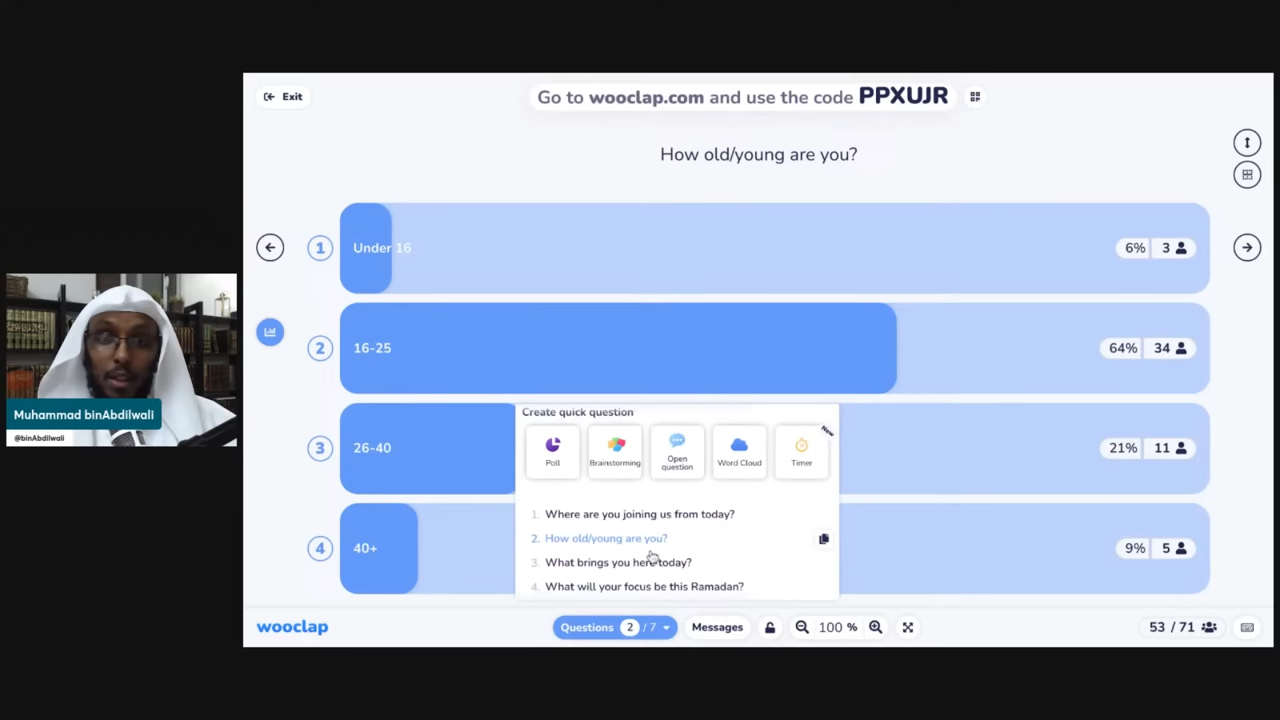 Exit
Go to wooclap.com and use the code PPXUJR
How old/young are you?
1 Under 16 6% 3
2 16-25 64% 34
3 26-40 21% 11
4 40+ 9% 5
Muhammad binAbdilwali
@binAbdilwali
Create quick question
New
Poll
Brainstorming
Open question
Word Cloud
Timer
1. Where are you joining us from today?
2. How old/young are you?
3. What brings you here today?
4. What will your focus be this Ramadan?
wooclap
Questions 2 / 7
Messages
100 %
53 / 71